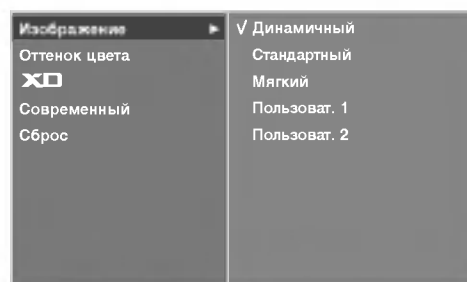 Изображение ►
Оттенок цвета
XD
Современный
Сброс
√ Динамичный
Стандартный
Мягкий
Пользоват. 1
Пользоват. 2